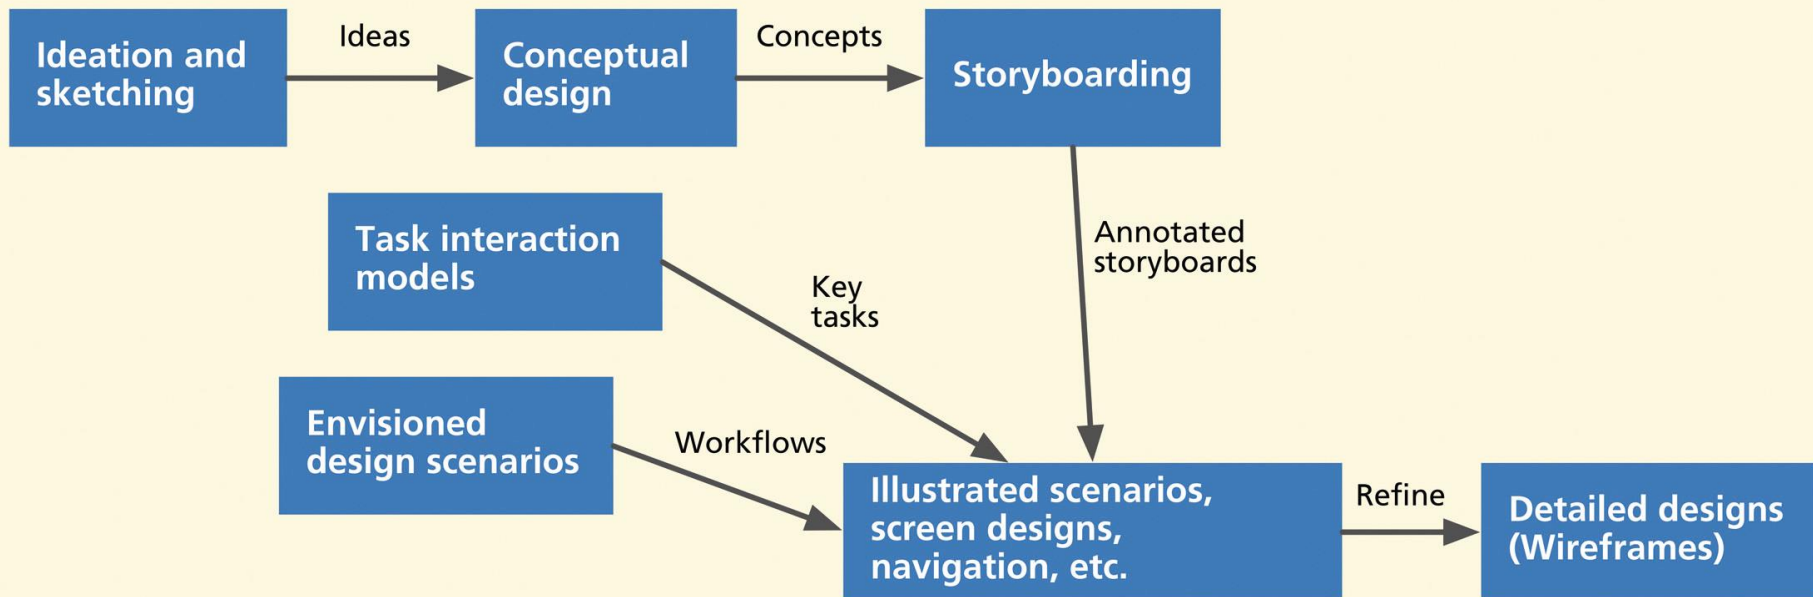 Ideation and
sketching
Ideas
Conceptual
design
Concepts
Storyboarding
Task interaction
models
Key
tasks
Annotated
storyboards
Envisioned
design scenarios
Workflows
Illustrated scenarios,
screen designs,
navigation, etc.
Refine
Detailed designs
(Wireframes)